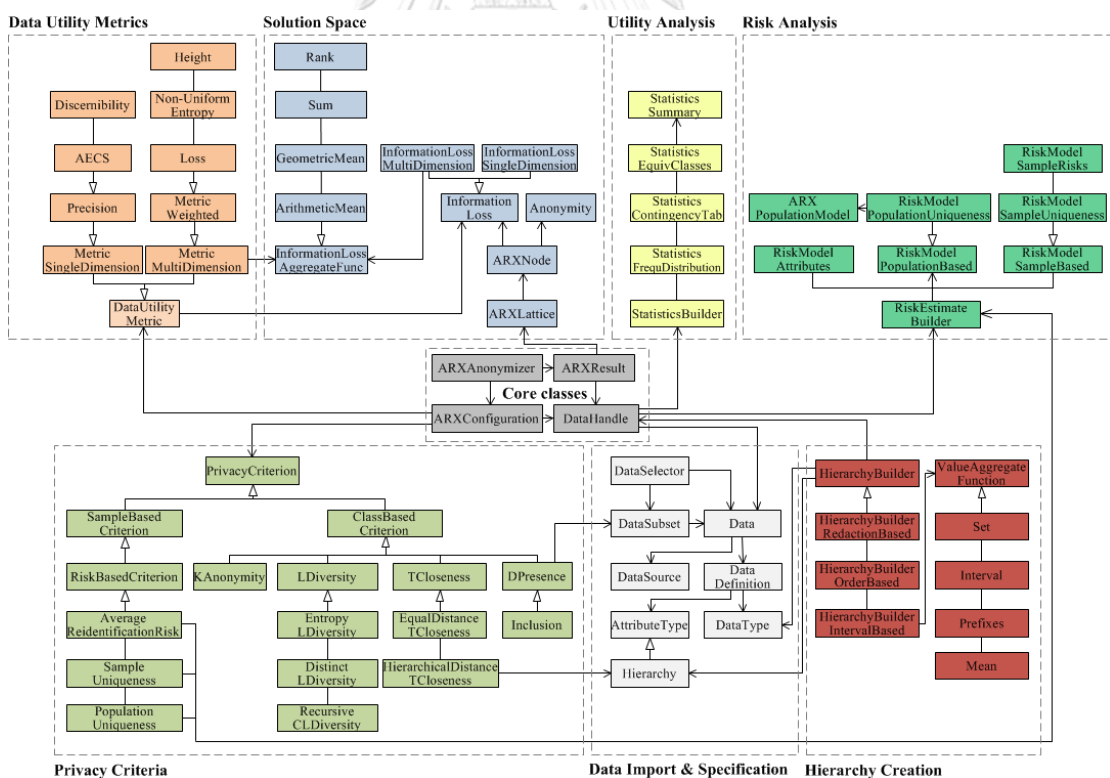 Data Utility Metrics
Solution Space
Utility Analysis
Risk Analysis
Height
Discernibility
Non-Uniform
Entropy
AECS
Loss
Precision
Metric
Weighted
Metric
SingleDimension
Metric
MultiDimension
DataUtility
Metric
Rank
Sum
GeometricMean
ArithmeticMean
InformationLoss
AggregateFunc
InformationLoss
MultiDimension
InformationLoss
SingleDimension
Information
Loss
Anonymity
ARXNode
ARXLattice
Statistics
Summary
Statistics
EquivClasses
Statistics
ContingencyTab
Statistics
FrequDistribution
StatisticsBuilder
RiskModel
SampleRisks
ARX
PopulationModel
RiskModel
PopulationUniqueness
RiskModel
SampleUniqueness
RiskModel
Attributes
RiskModel
PopulationBased
RiskModel
SampleBased
RiskEstimate
Builder
ARXAnonymizer
ARXResult
Core classes
ARXConfiguration
DataHandle
PrivacyCriterion
SampleBased
Criterion
ClassBased
Criterion
RiskBasedCriterion
KAnonymity
LDiversity
TCloseness
DPresence
Average
ReidentificationRisk
Entropy
LDiversity
EqualDistance
TCloseness
Inclusion
Sample
Uniqueness
Distinct
LDiversity
HierarchicalDistance
TCloseness
Population
Uniqueness
Recursive
CLDiversity
DataSelector
DataSubset
Data
DataSource
Data
Definition
AttributeType
DataType
Hierarchy
HierarchyBuilder
ValueAggregate
Function
HierarchyBuilder
RedactionBased
Set
HierarchyBuilder
OrderBased
Interval
HierarchyBuilder
IntervalBased
Prefixes
Mean
Privacy Criteria
Data Import & Specification
Hierarchy Creation